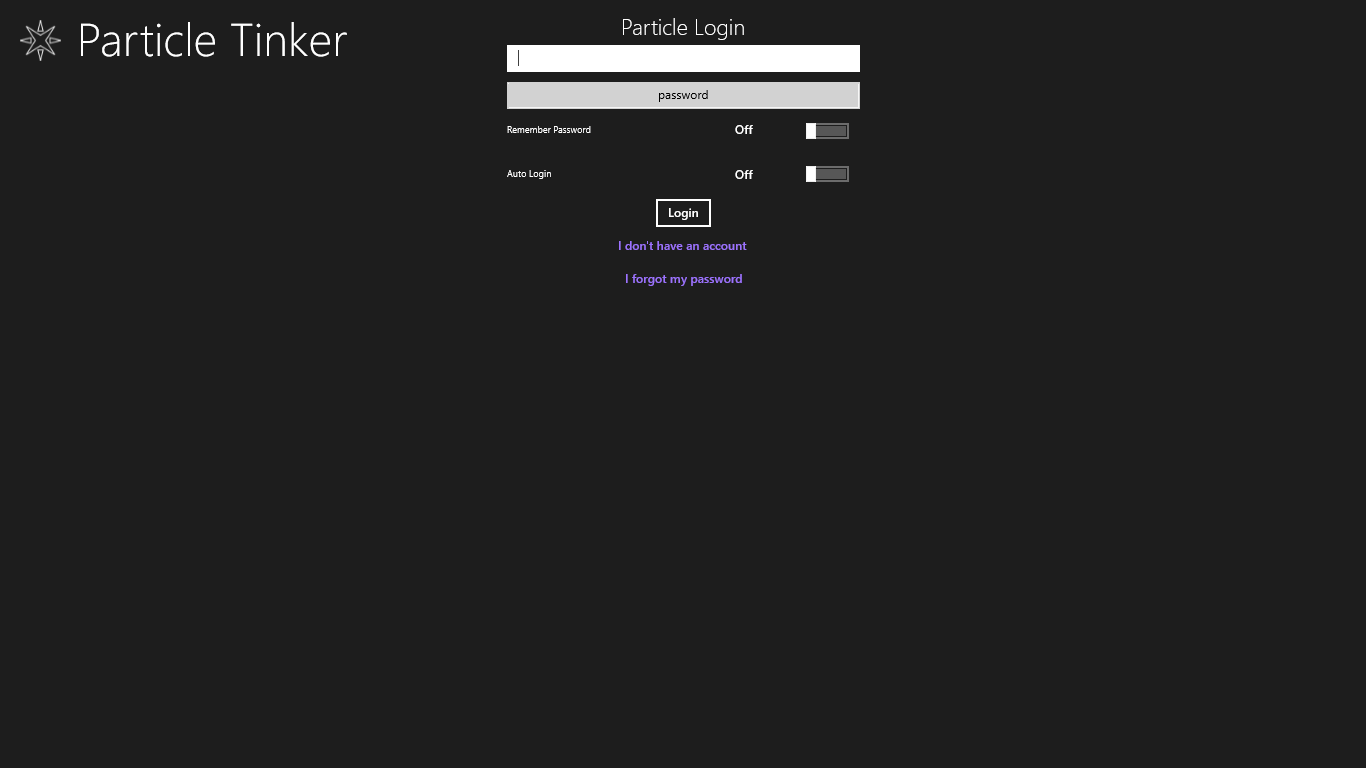 Particle Tinker
Particle Login
password
Remember Password Off
Auto Login Off
Login
I don't have an account
I forgot my password